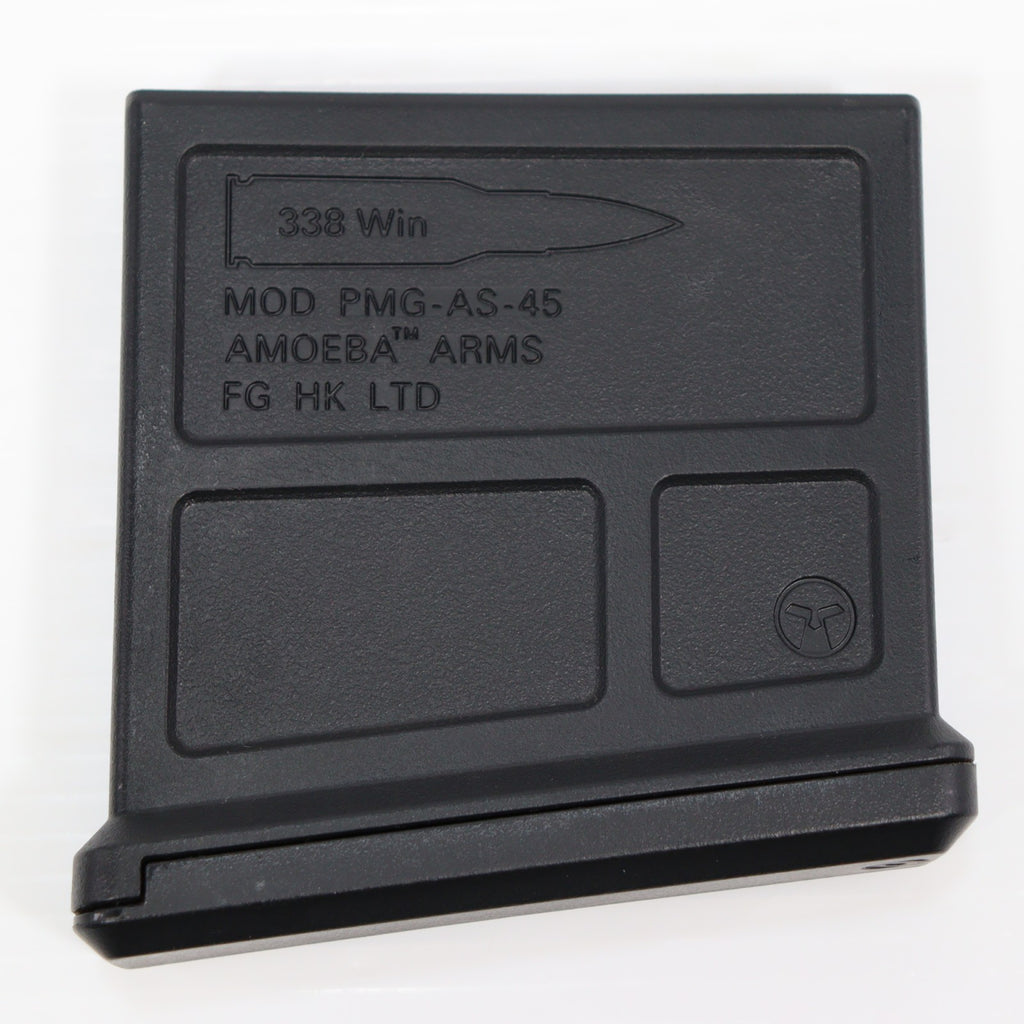 338 Win
MOD PMG-AS-45
AMOEBA™ ARMS
FG HK LTD